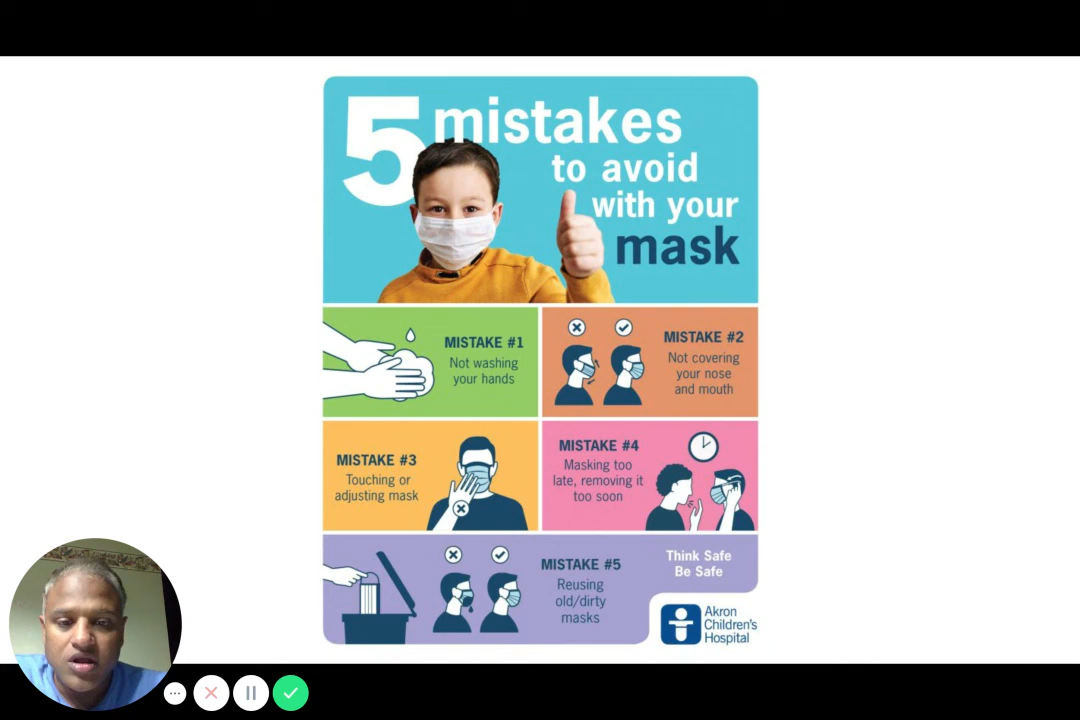 5 mistakes
to avoid
with your
mask
MISTAKE #1
Not washing
your hands
MISTAKE #2
Not covering
your nose
and mouth
MISTAKE #3
Touching or
adjusting mask
MISTAKE #4
Masking too
late, removing it
too soon
MISTAKE #5
Reusing
old/dirty
masks
Think Safe
Be Safe
Akron
Children's
Hospital